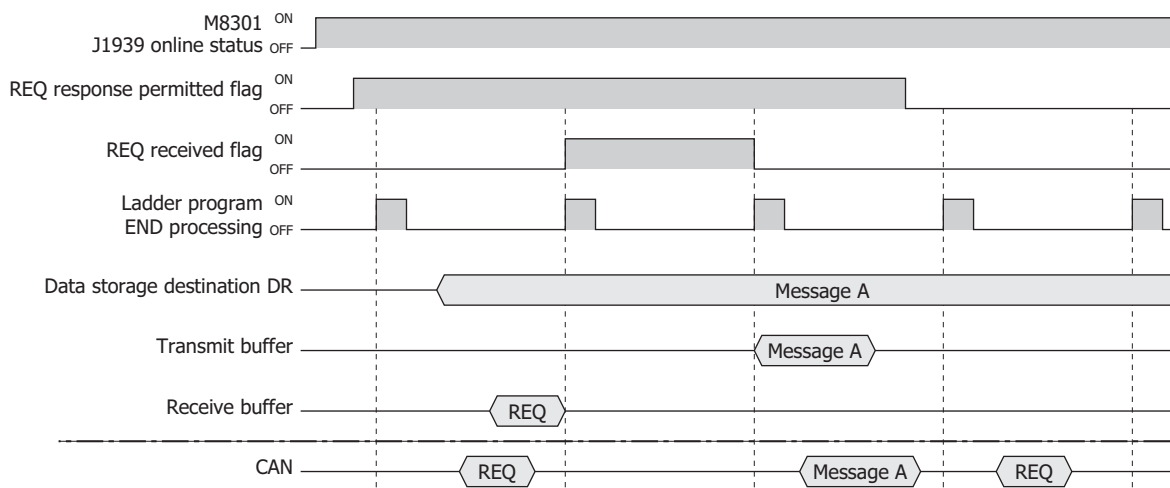 M8301 ON
J1939 online status OFF
ON
REQ response permitted flag
OFF
ON
REQ received flag
OFF
Ladder program ON
END processing OFF
Data storage destination DR Message A
Transmit buffer Message A
Receive buffer REQ
CAN REQ Message A REQ